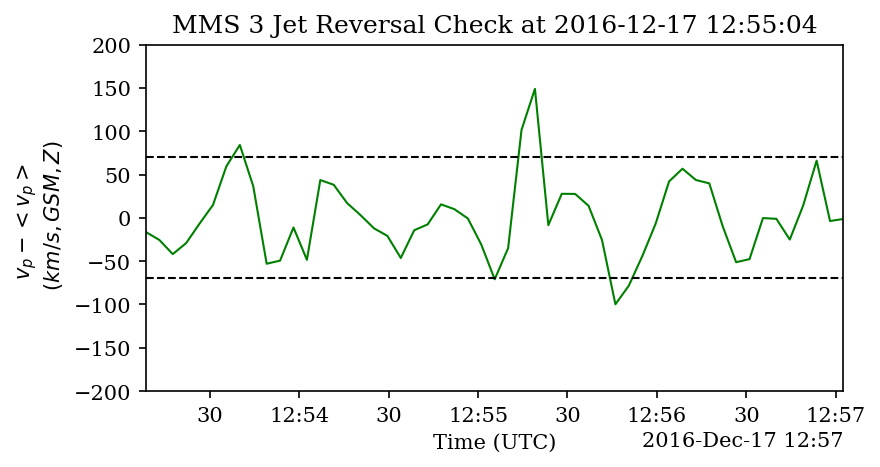 MMS 3 Jet Reversal Check at 2016-12-17 12:55:04
200
150
100
50
0
−50
−100
−150
−200
v_p − < v_p >
(km/s, GSM, Z)
30 12:54 30 12:55 30 12:56 30 12:57
Time (UTC) 2016-Dec-17 12:57